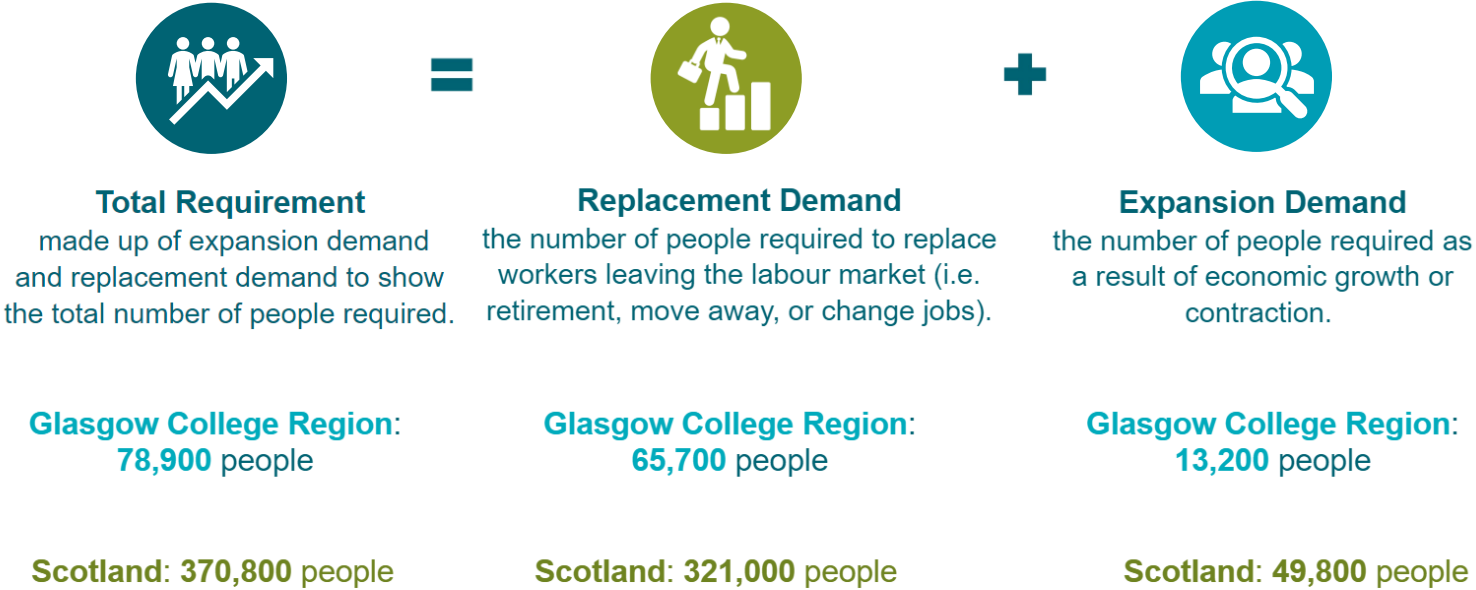 =
+
Total Requirement
made up of expansion demand
and replacement demand to show
the total number of people required.
Replacement Demand
the number of people required to replace
workers leaving the labour market (i.e.
retirement, move away, or change jobs).
Expansion Demand
the number of people required as
a result of economic growth or
contraction.
Glasgow College Region:
78,900 people
Glasgow College Region:
65,700 people
Glasgow College Region:
13,200 people
Scotland: 370,800 people
Scotland: 321,000 people
Scotland: 49,800 people